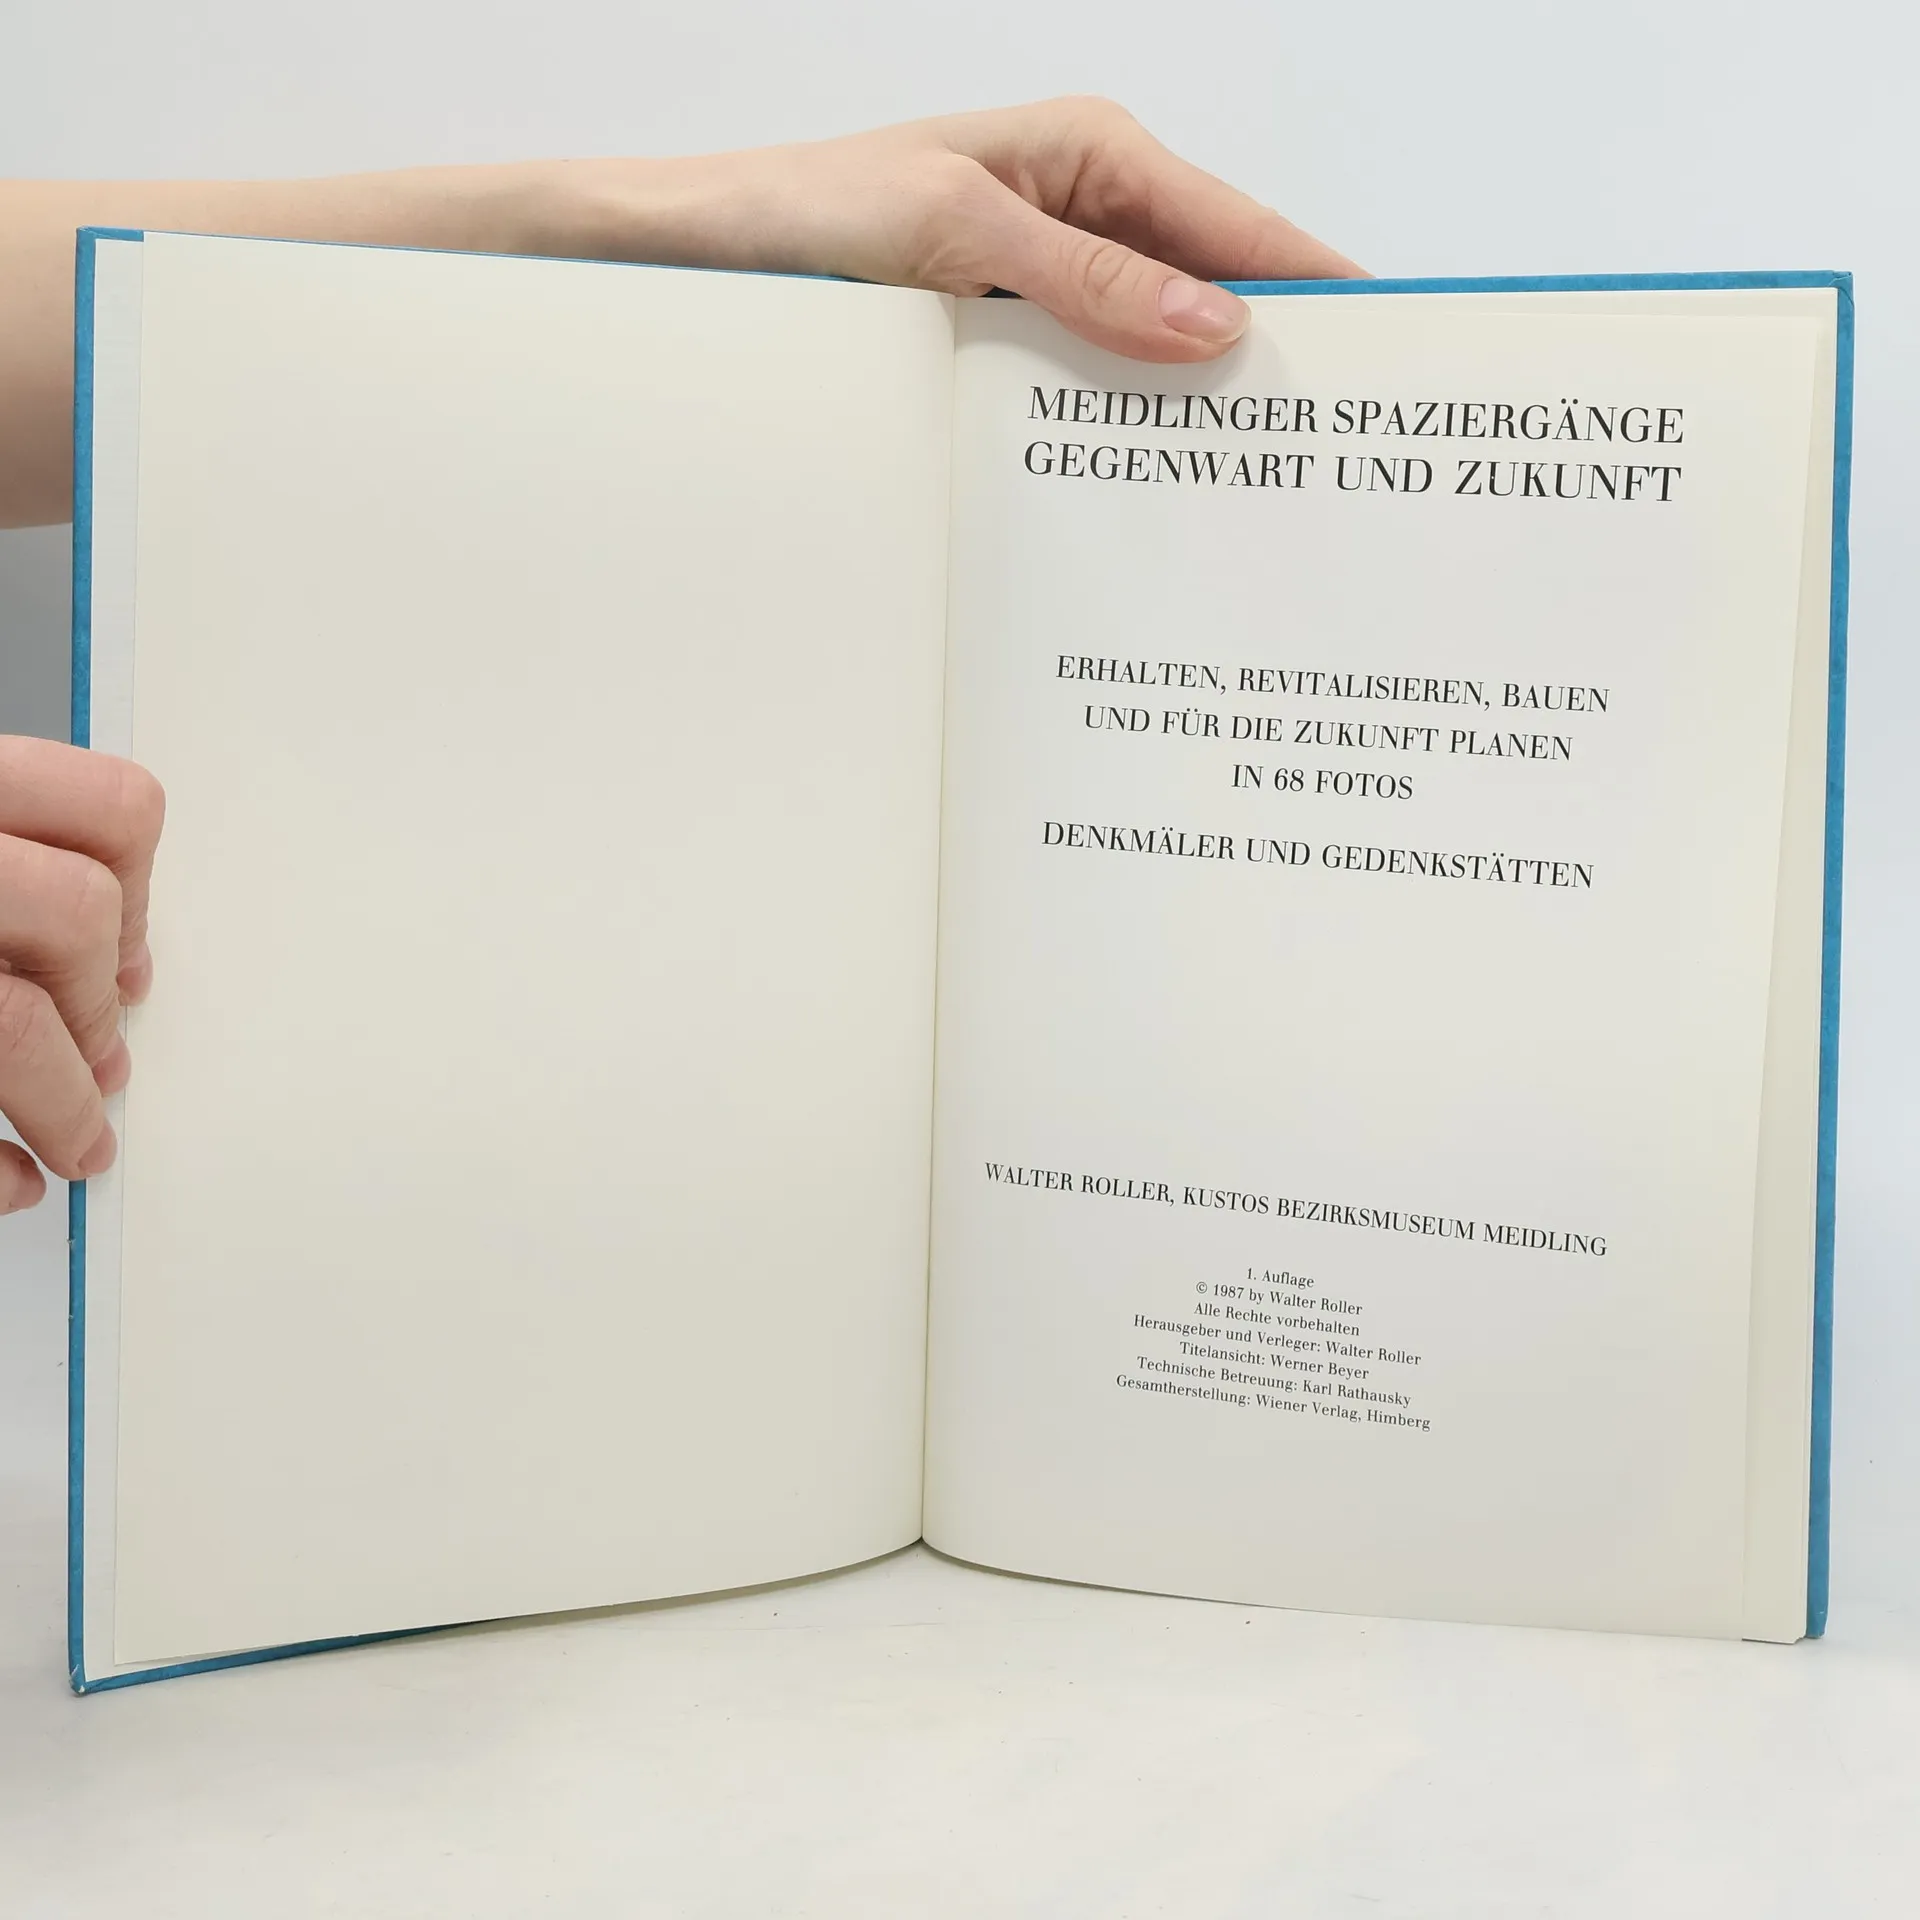 MEIDLINGER SPAZIERGÄNGE
GEGENWART UND ZUKUNFT
ERHALTEN, REVITALISIEREN, BAUEN
UND FÜR DIE ZUKUNFT PLANEN
IN 68 FOTOS
DENKMÄLER UND GEDENKSTÄTTEN
WALTER ROLLER, KUSTOS BEZIRKSMUSEUM MEIDLING
1. Auflage
© 1987 by Walter Roller
Alle Rechte vorbehalten
Herausgeber und Verleger: Walter Roller
Titelansicht: Werner Beyer
Technische Betreuung: Karl Rathausky
Gesamtherstellung: Wiener Verlag, Himberg